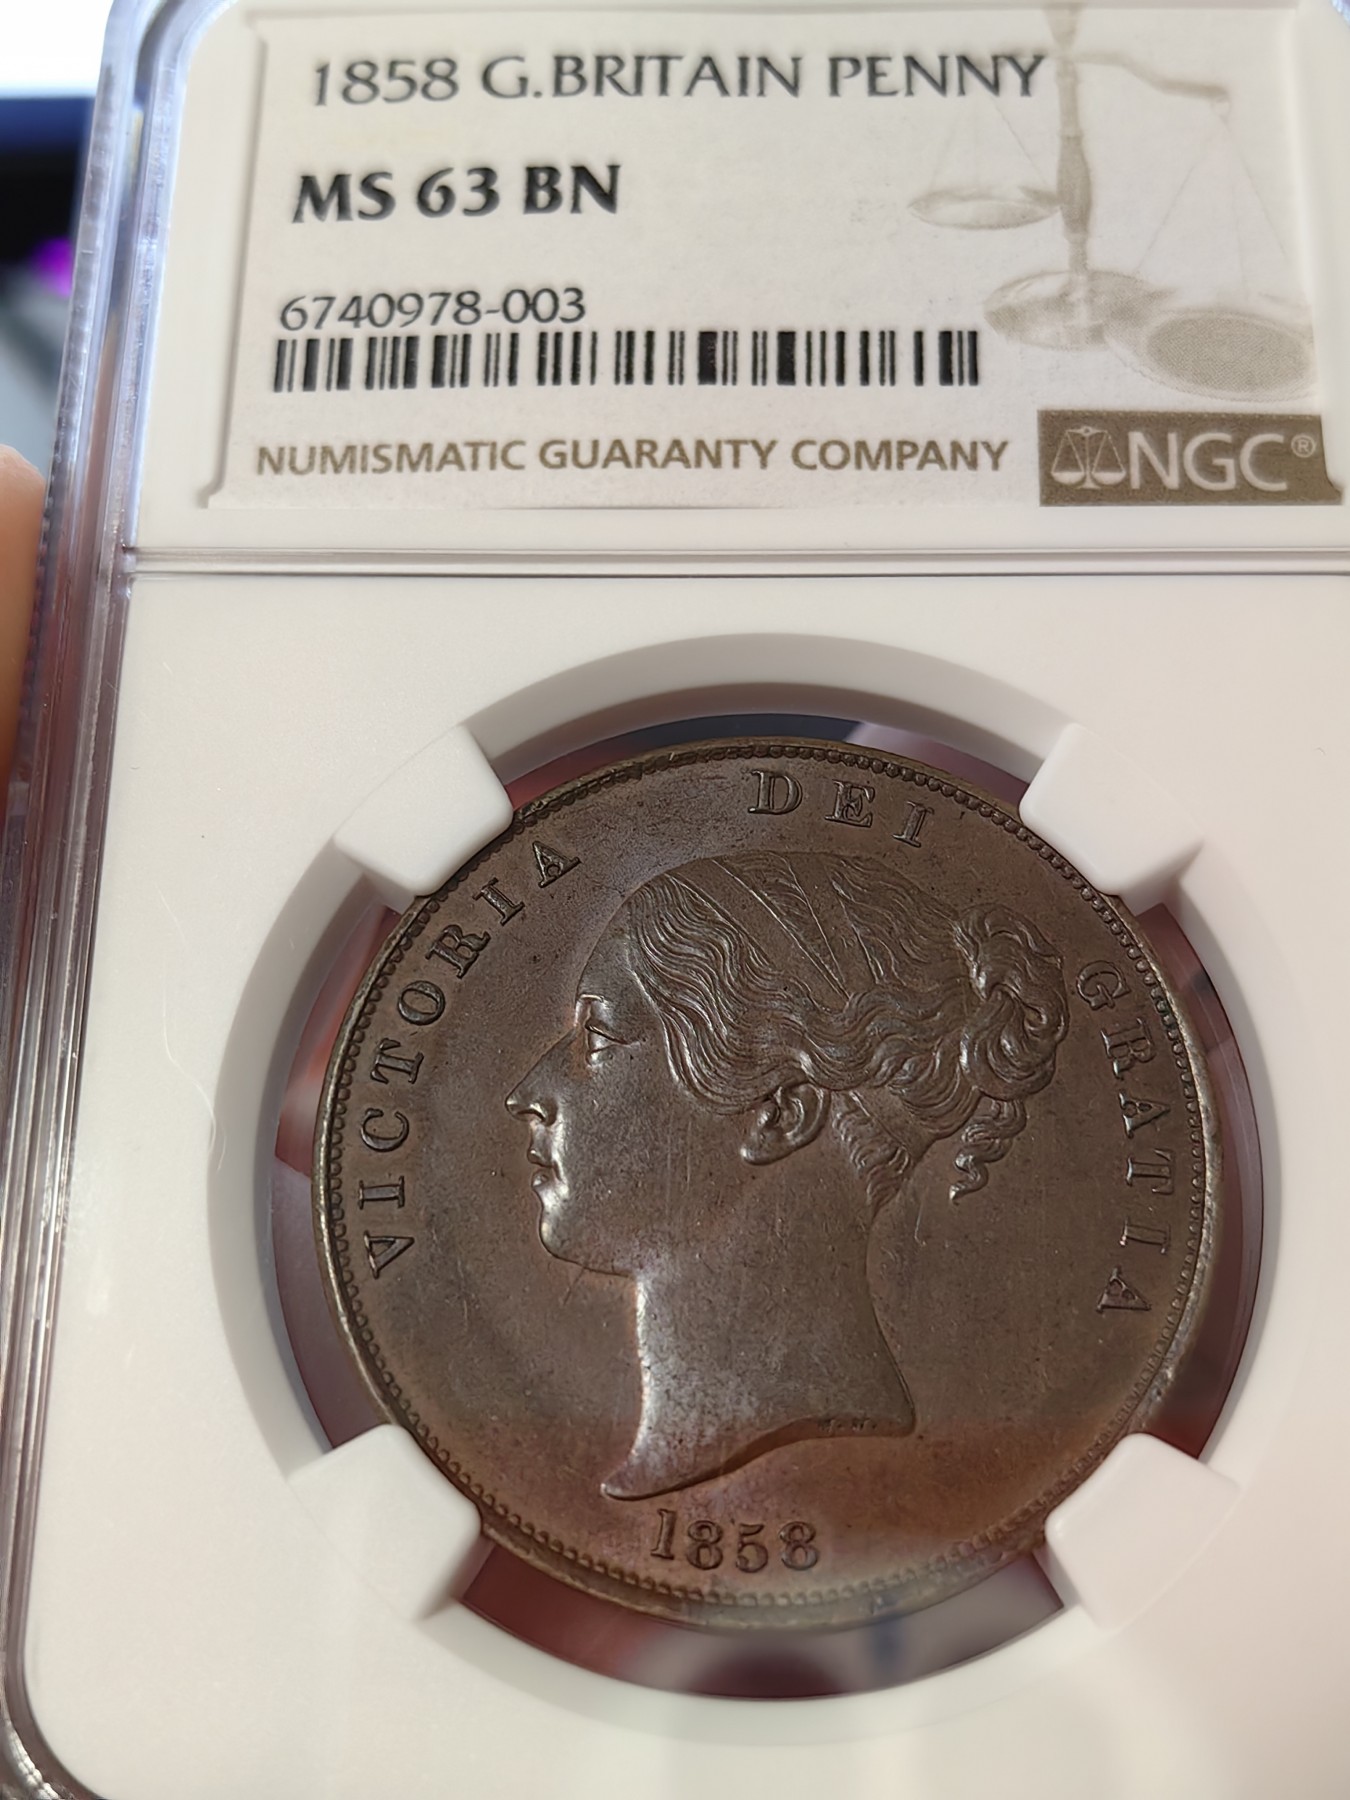 1858 G.BRITAIN PENNY
MS 63 BN
6740978-003
NUMISMATIC GUARANTY COMPANY
NGC®
VICTORIA DEI GRATIA
W.W.
1858